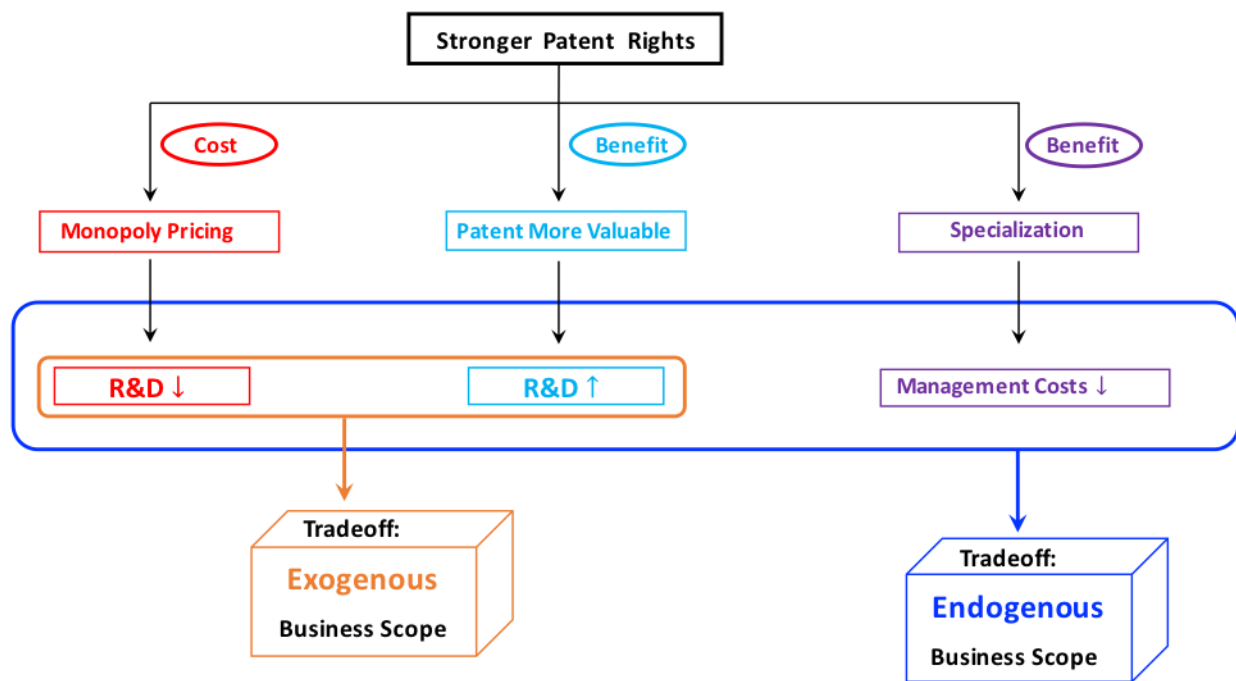 Stronger Patent Rights
Cost
Benefit
Benefit
Monopoly Pricing
Patent More Valuable
Specialization
R&D ↓
R&D ↑
Management Costs ↓
Tradeoff:
Exogenous
Business Scope
Tradeoff:
Endogenous
Business Scope